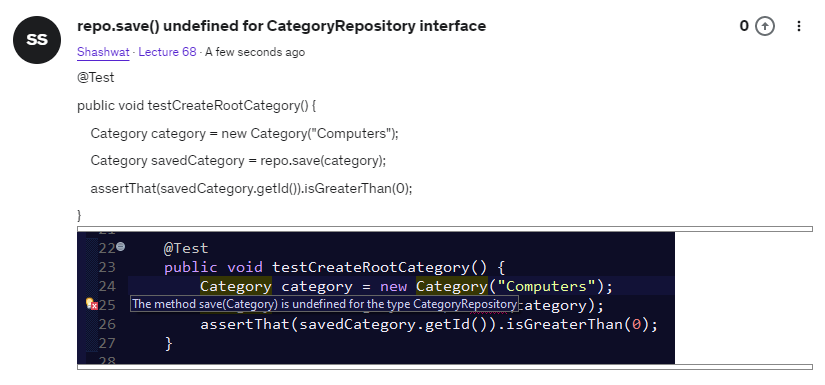 SS
repo.save() undefined for CategoryRepository interface
0
Shashwat · Lecture 68 · A few seconds ago
@Test
public void testCreateRootCategory() {
Category category = new Category("Computers");
Category savedCategory = repo.save(category);
assertThat(savedCategory.getId()).isGreaterThan(0);
}
21
22 @Test
23 public void testCreateRootCategory() {
24 Category category = new Category("Computers");
The method save(Category) is undefined for the type CategoryRepository
25 category);
26 assertThat(savedCategory.getId()).isGreaterThan(0);
27 }
28